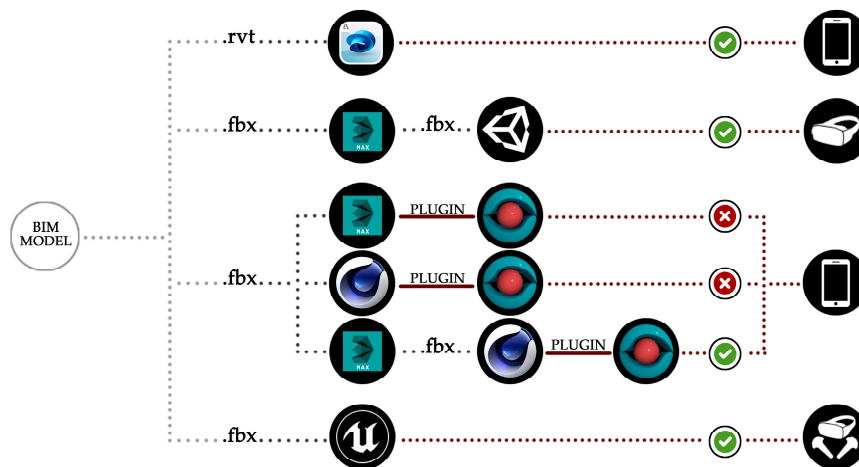 .rvt
A
.fbx
MAX
.fbx
BIM
MODEL
MAX
PLUGIN
.fbx
PLUGIN
MAX
.fbx
PLUGIN
.fbx